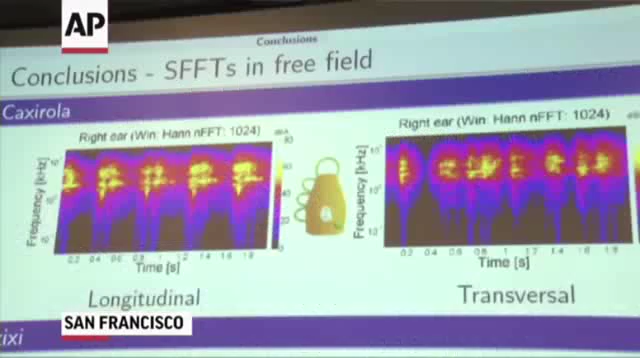 AP
Conclusions
Conclusions - SFFTs in free field
Caxirola
Right ear (Win: Hann nFFT: 1024)
Right ear (Win: Hann nFFT: 1024)
Frequency [kHz]
Time [s]
Frequency [kHz]
Time [s]
Longitudinal
Transversal
SAN FRANCISCO
ixi